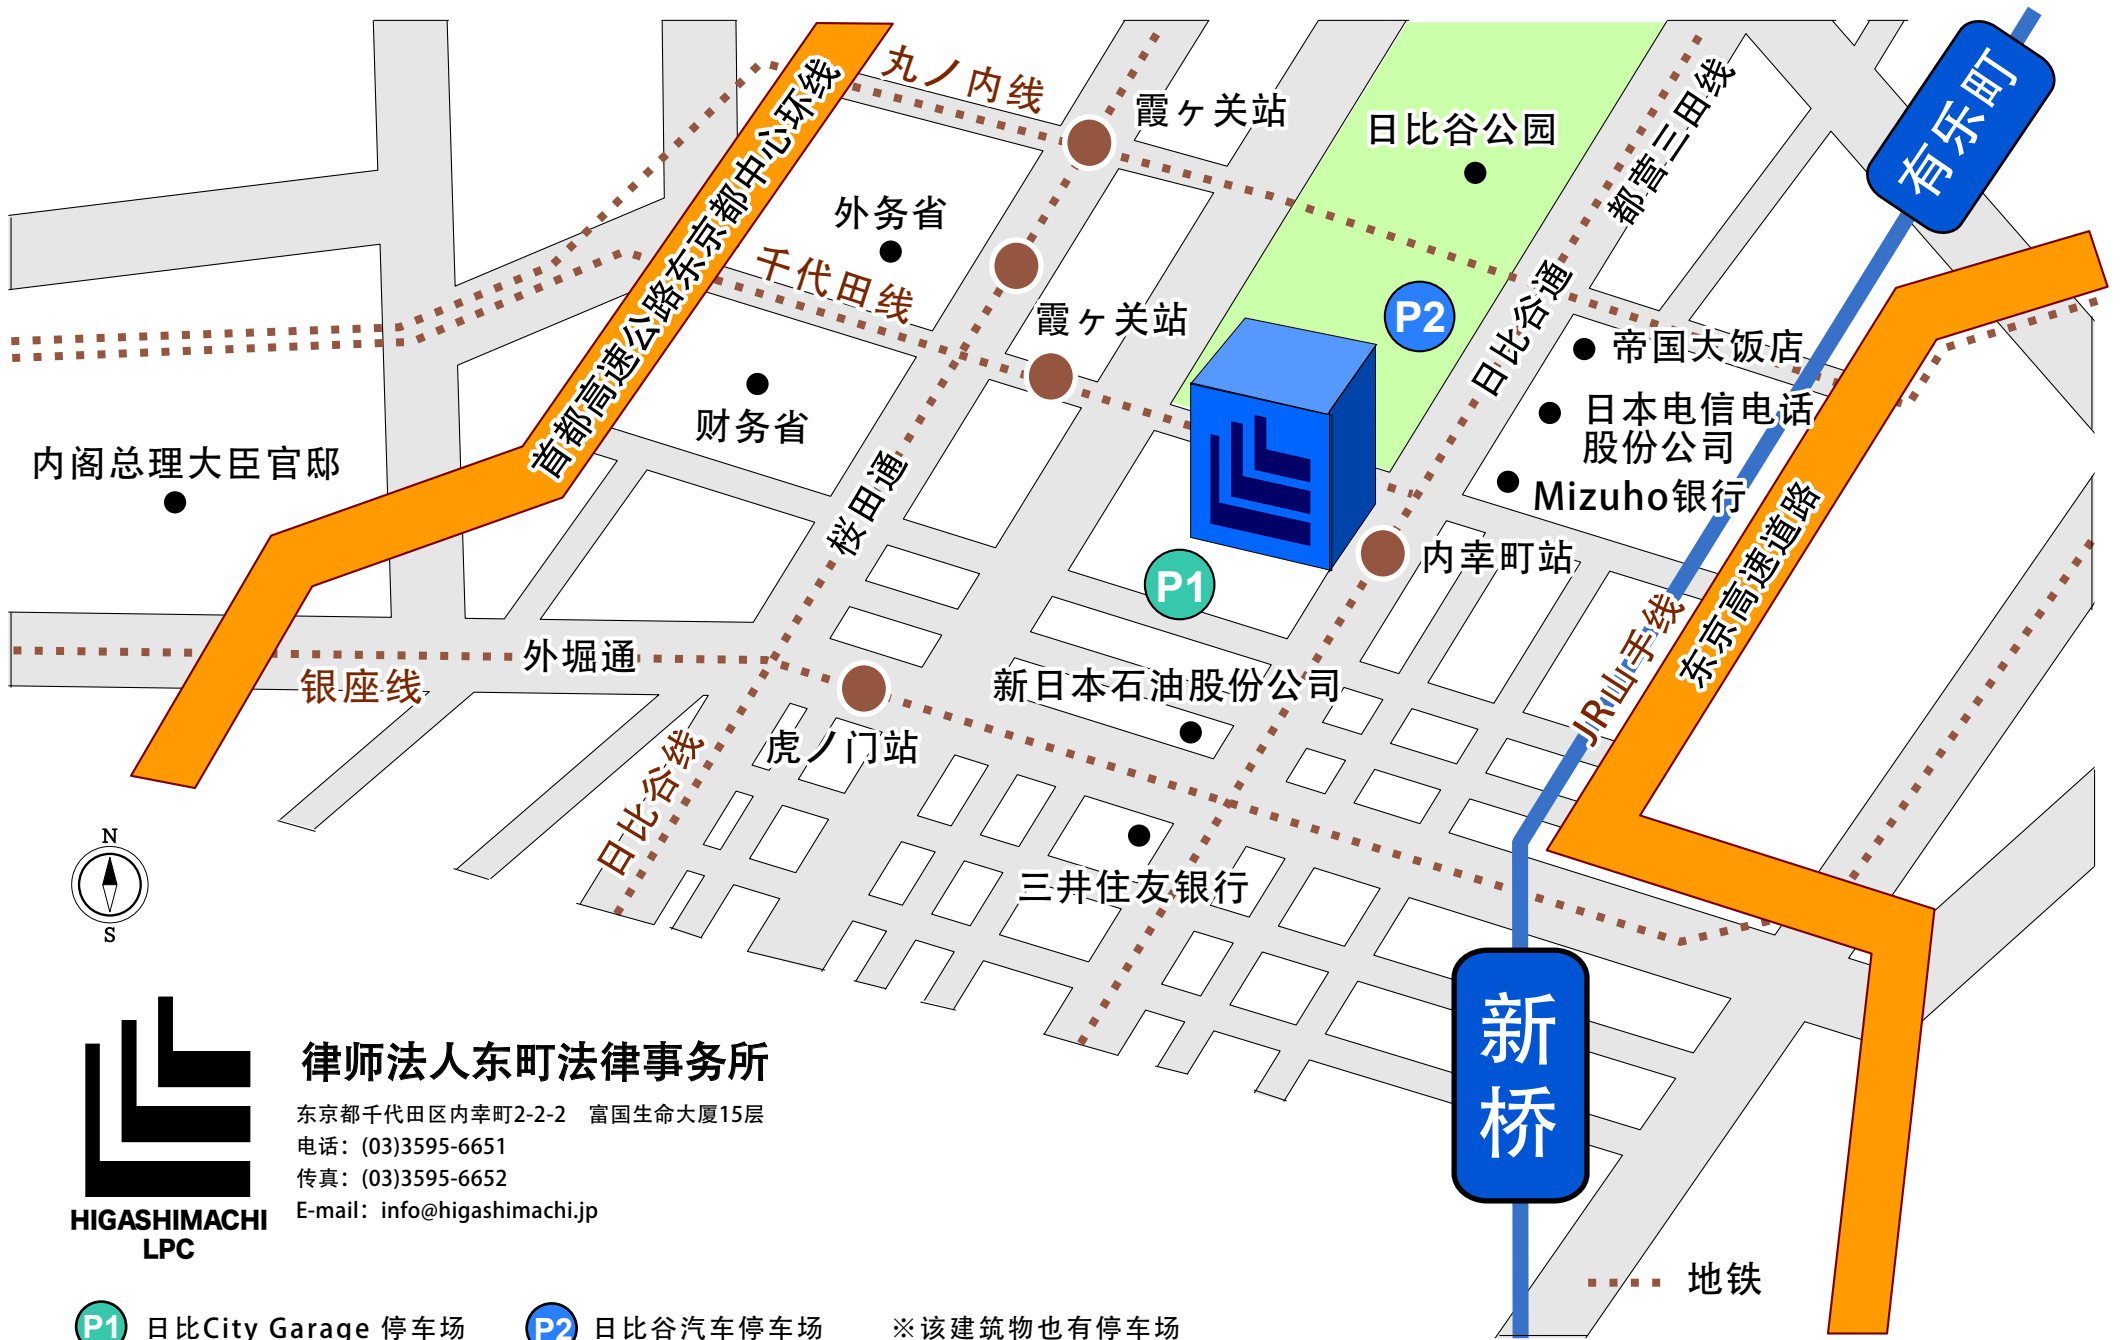 丸ノ内线
霞ヶ关站
日比谷公园
都营三田线
有乐町
首都高速公路东京都中心环线
外务省
千代田线
霞ヶ关站
P2
日比谷通
帝国大饭店
日本电信电话
股份公司
Mizuho银行
财务省
内阁总理大臣官邸
桜田通
P1
内幸町站
东京高速道路
JR山手线
外堀通
银座线
新日本石油股份公司
虎ノ门站
日比谷线
三井住友银行
N
S
新桥
律师法人东町法律事务所
东京都千代田区内幸町2-2-2　富国生命大厦15层
电话：(03)3595-6651
传真：(03)3595-6652
E-mail：info@higashimachi.jp
HIGASHIMACHI
LPC
地铁
P1 日比City Garage 停车场 P2 日比谷汽车停车场 ※该建筑物也有停车场